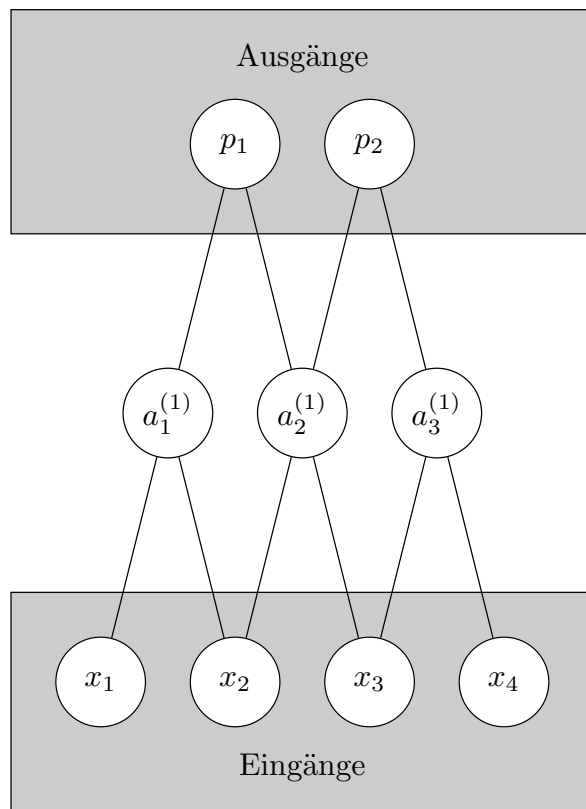 Ausgänge
p₁ p₂
a₁⁽¹⁾ a₂⁽¹⁾ a₃⁽¹⁾
x₁ x₂ x₃ x₄
Eingänge